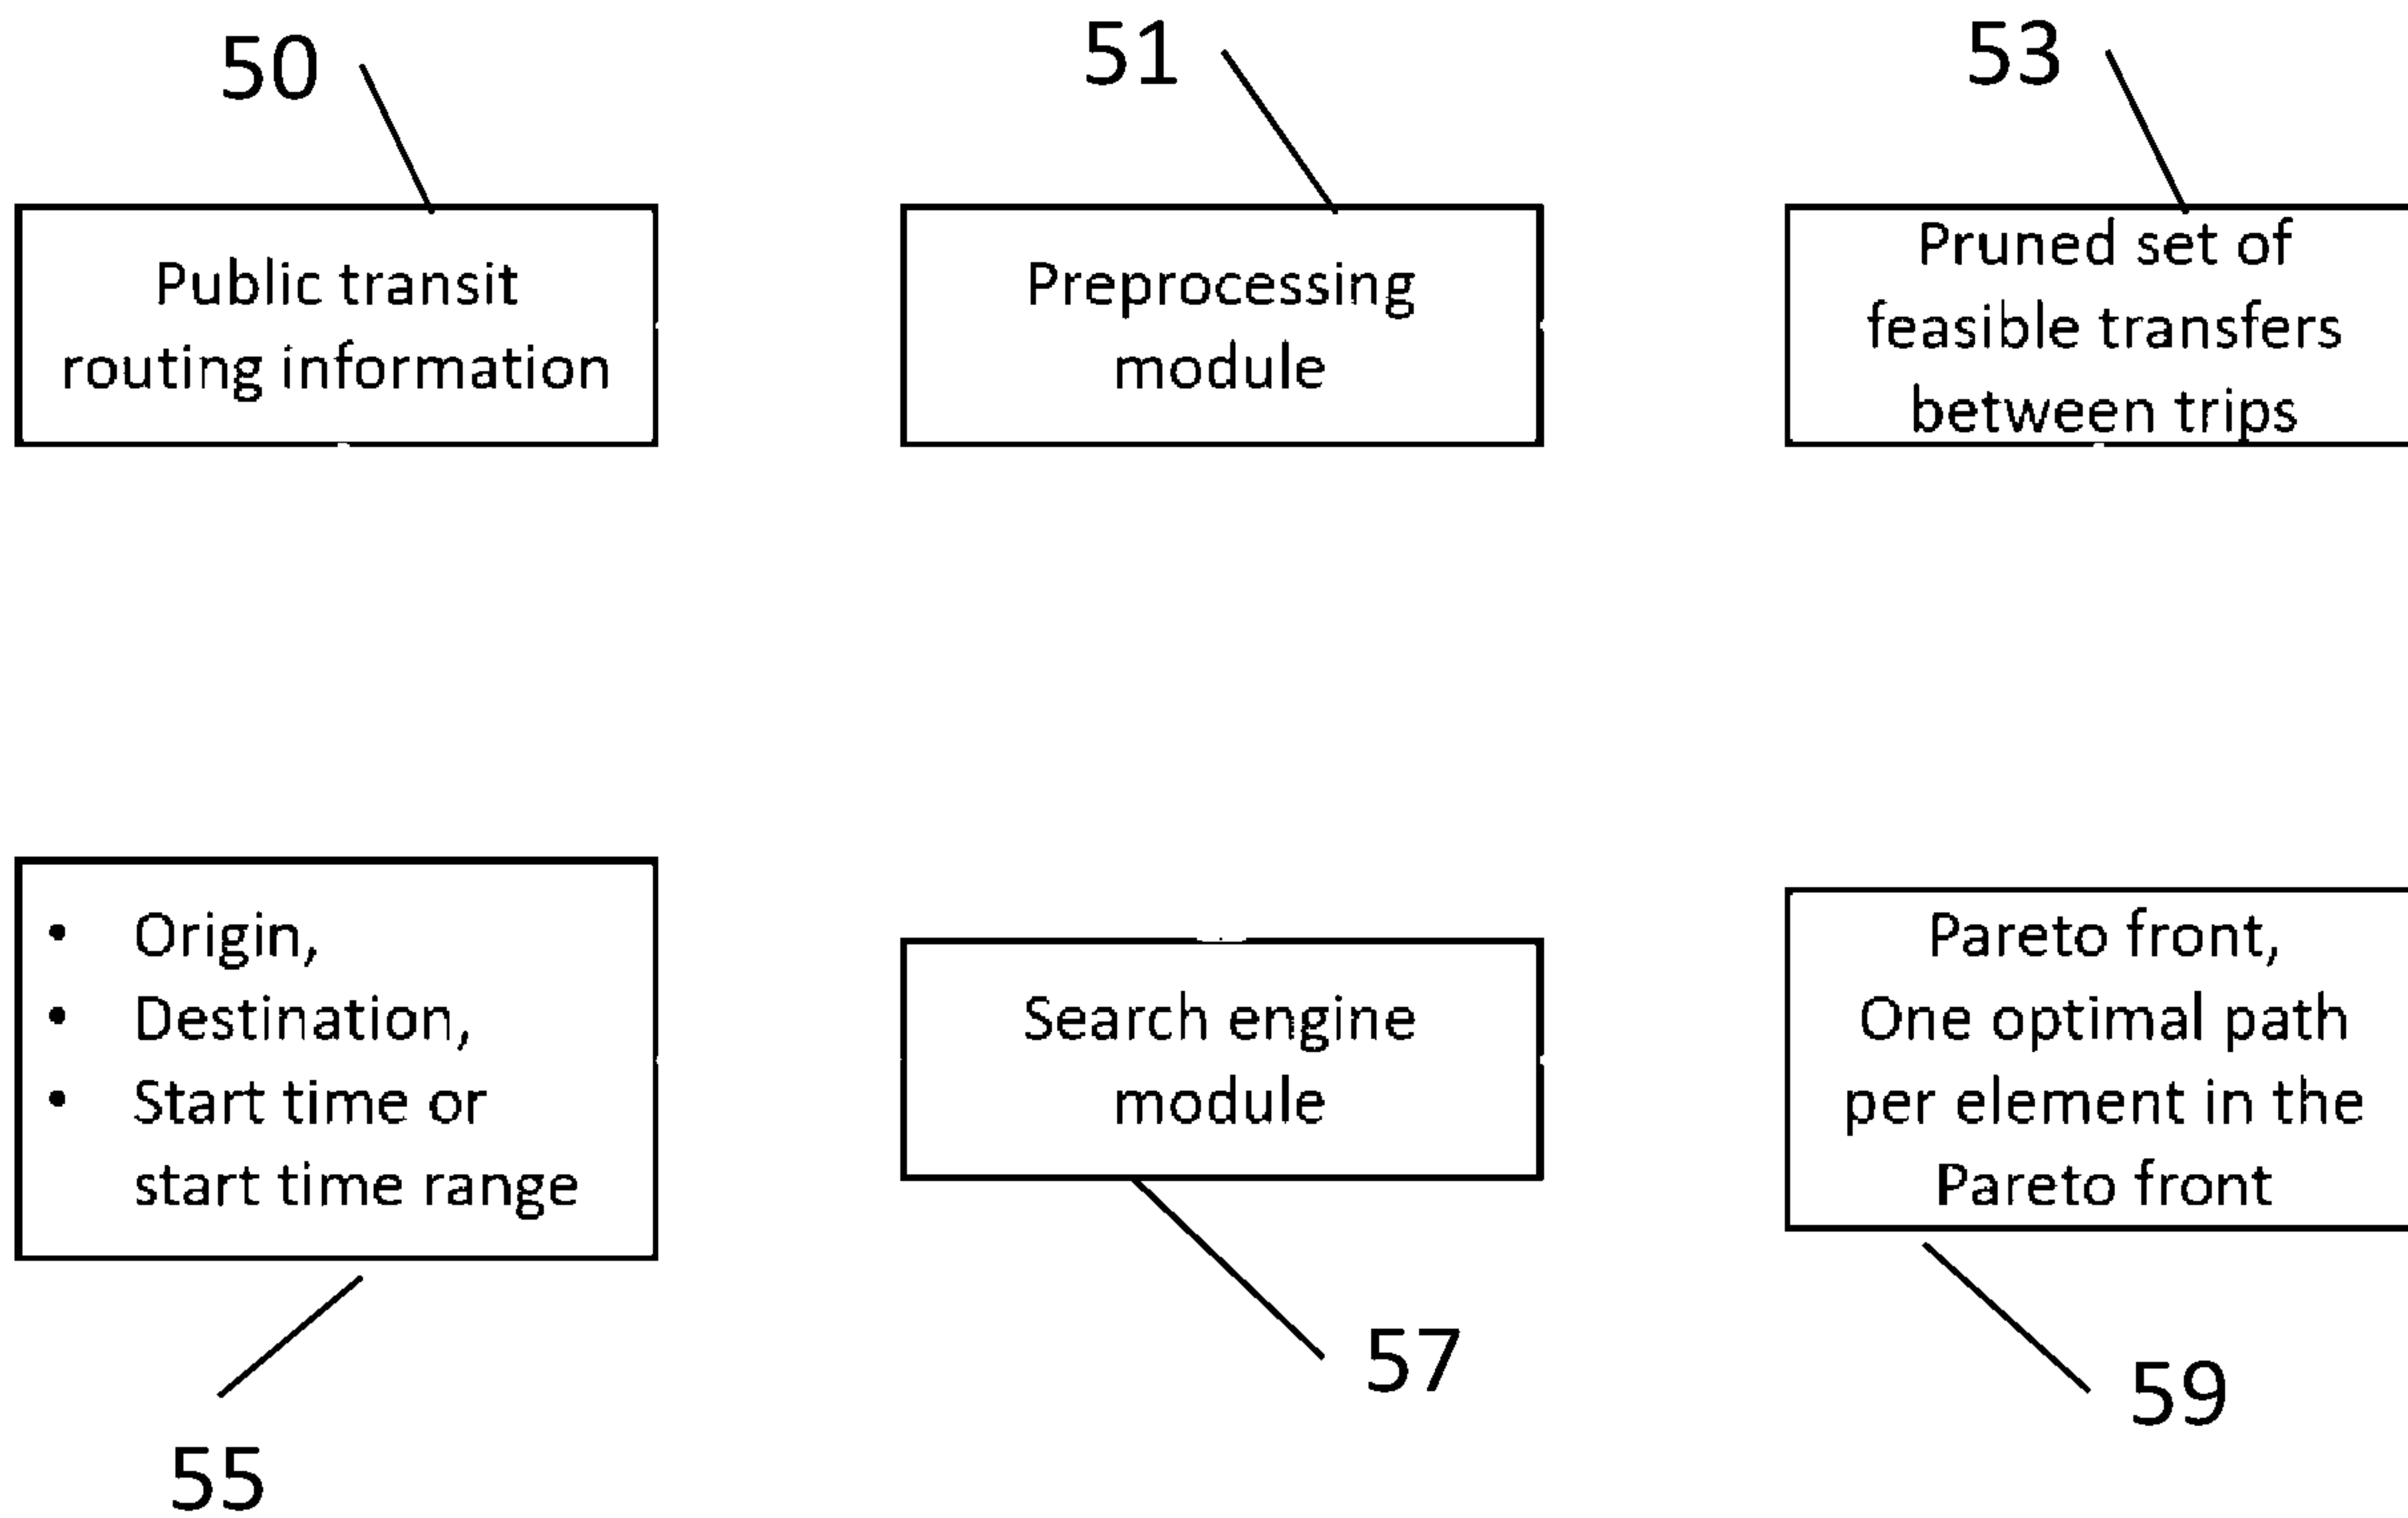 50
51
53
Public transit
routing information
Preprocessing
module
Pruned set of
feasible transfers
between trips
• Origin,
• Destination,
• Start time or
start time range
Search engine
module
Pareto front,
One optimal path
per element in the
Pareto front
55
57
59